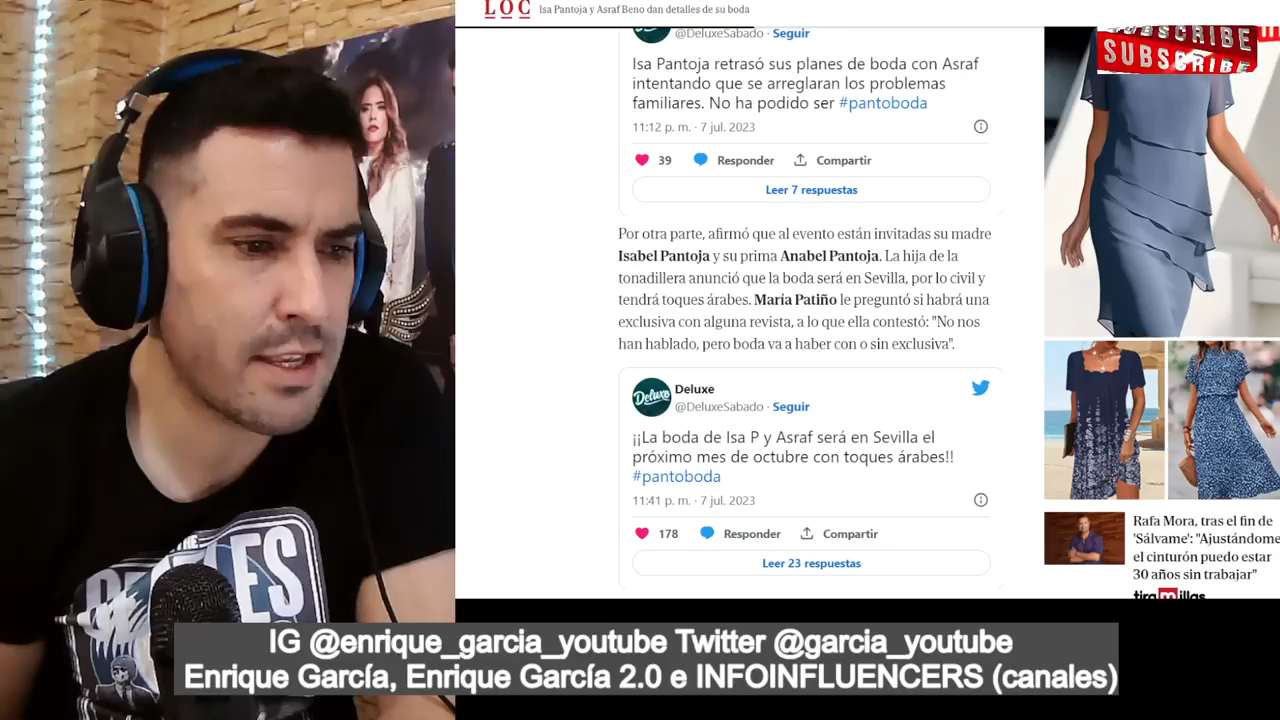 LOC
Isa Pantoja y Asraf Beno dan detalles de su boda
@DeluxeSabado · Seguir
Isa Pantoja retrasó sus planes de boda con Asraf
intentando que se arreglaran los problemas
familiares. No ha podido ser #pantoboda
11:12 p. m. · 7 jul. 2023
39 Responder Compartir
Leer 7 respuestas
Por otra parte, afirmó que al evento están invitadas su madre
Isabel Pantoja y su prima Anabel Pantoja. La hija de la
tonadillera anunció que la boda será en Sevilla, por lo civil y
tendrá toques árabes. María Patiño le preguntó si habrá una
exclusiva con alguna revista, a lo que ella contestó: "No nos
han hablado, pero boda va a haber con o sin exclusiva".
Deluxe
Deluxe
@DeluxeSabado · Seguir
¡¡La boda de Isa P y Asraf será en Sevilla el
próximo mes de octubre con toques árabes!!
#pantoboda
11:41 p. m. · 7 jul. 2023
178 Responder Compartir
Leer 23 respuestas
SUBSCRIBE
SUBSCRIBE
Rafa Mora, tras el fin de
'Sálvame': "Ajustándome
el cinturón puedo estar
30 años sin trabajar"
tiramillas
THE
IG @enrique_garcia_youtube Twitter @garcia_youtube
Enrique García, Enrique García 2.0 e INFOINFLUENCERS (canales)